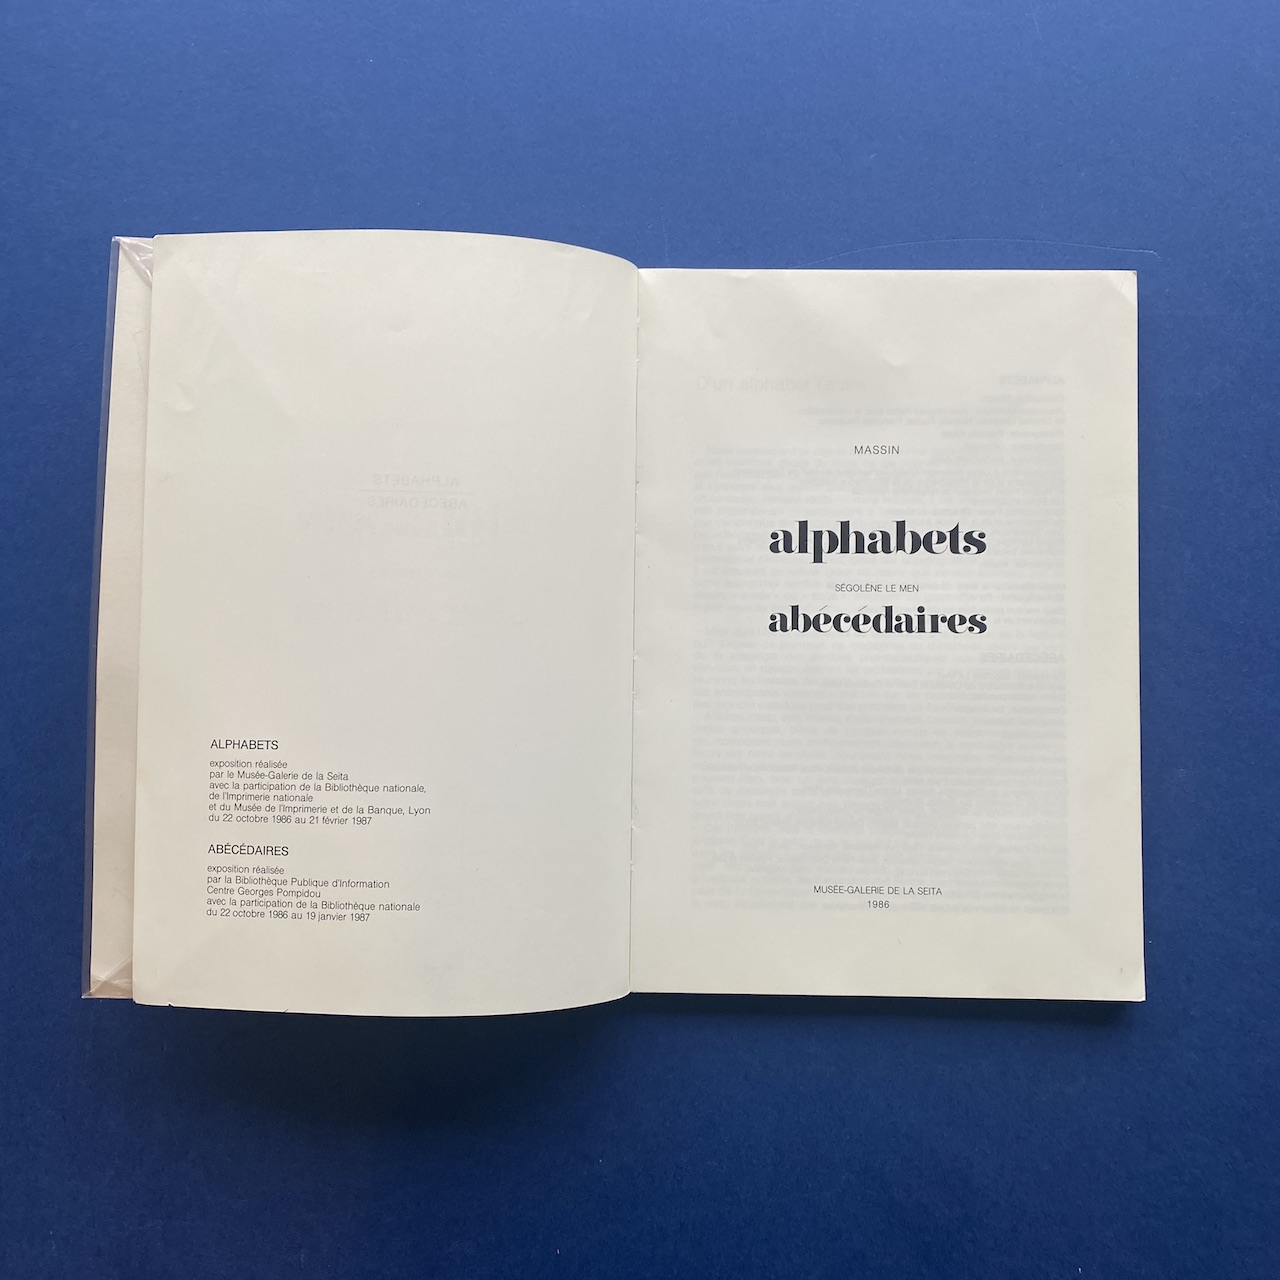 ALPHABETS
exposition réalisée
par le Musée-Galerie de la Seita
avec la participation de la Bibliothèque nationale,
de l'Imprimerie nationale
et du Musée de l'Imprimerie et de la Banque, Lyon
du 22 octobre 1986 au 21 février 1987
ABÉCÉDAIRES
exposition réalisée
par la Bibliothèque Publique d'Information
Centre Georges Pompidou
avec la participation de la Bibliothèque nationale
du 22 octobre 1986 au 19 janvier 1987
MASSIN
alphabets
SÉGOLÈNE LE MEN
abécédaires
MUSÉE-GALERIE DE LA SEITA
1986